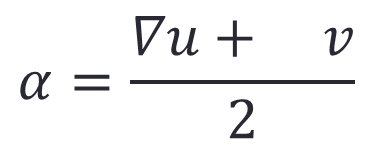 α = (∇u + v) / 2